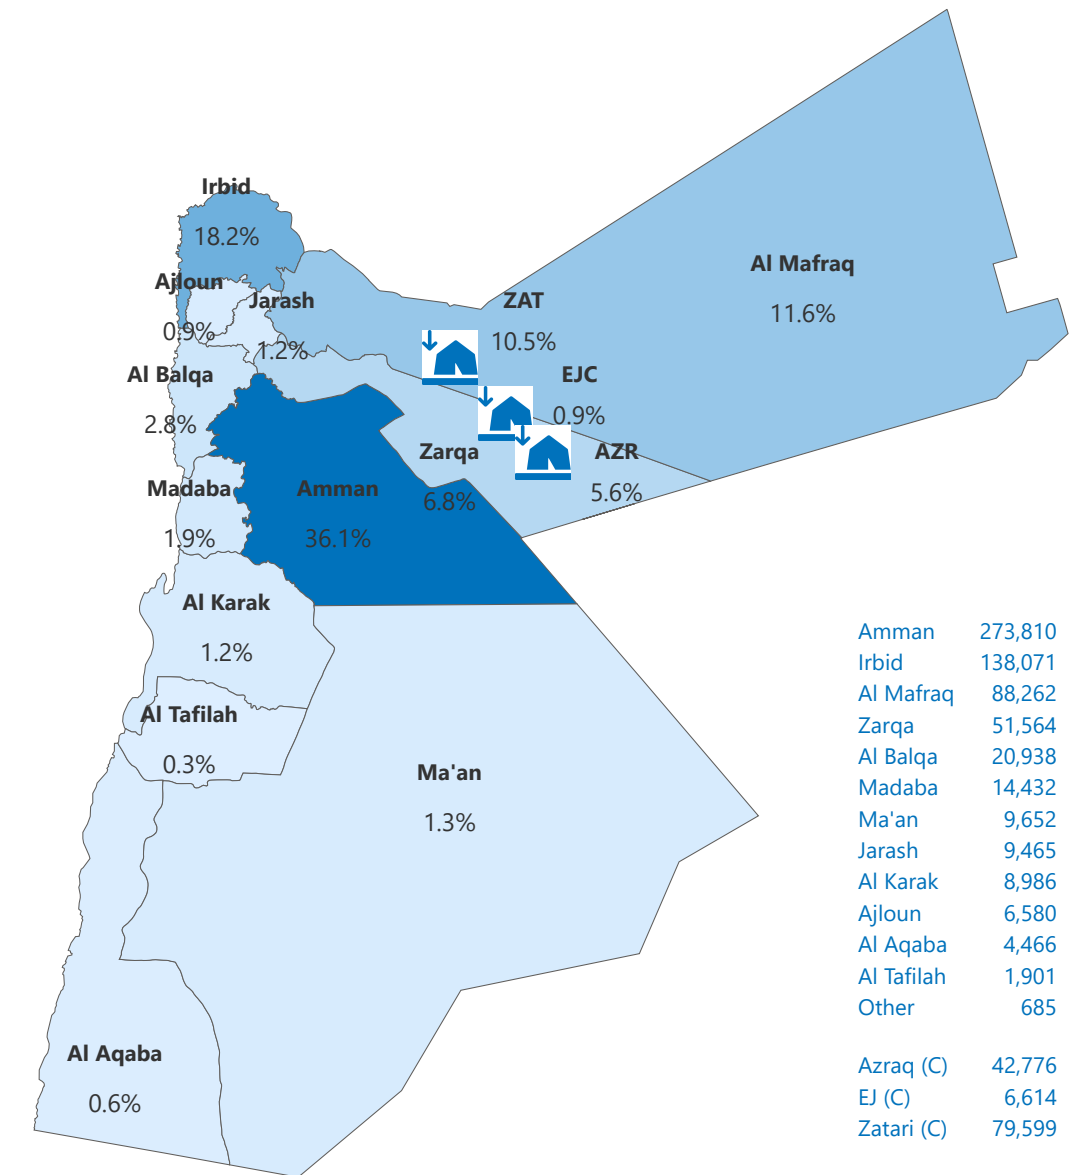 Irbid
18.2%
Al Mafraq
11.6%
Ajloun
0.9%
Jarash
1.2%
ZAT
10.5%
EJC
0.9%
Al Balqa
2.8%
Zarqa
6.8%
AZR
5.6%
Madaba
1.9%
Amman
36.1%
Al Karak
1.2%
Al Tafilah
0.3%
Ma'an
1.3%
Al Aqaba
0.6%
Amman 273,810
Irbid 138,071
Al Mafraq 88,262
Zarqa 51,564
Al Balqa 20,938
Madaba 14,432
Ma'an 9,652
Jarash 9,465
Al Karak 8,986
Ajloun 6,580
Al Aqaba 4,466
Al Tafilah 1,901
Other 685
Azraq (C) 42,776
EJ (C) 6,614
Zatari (C) 79,599